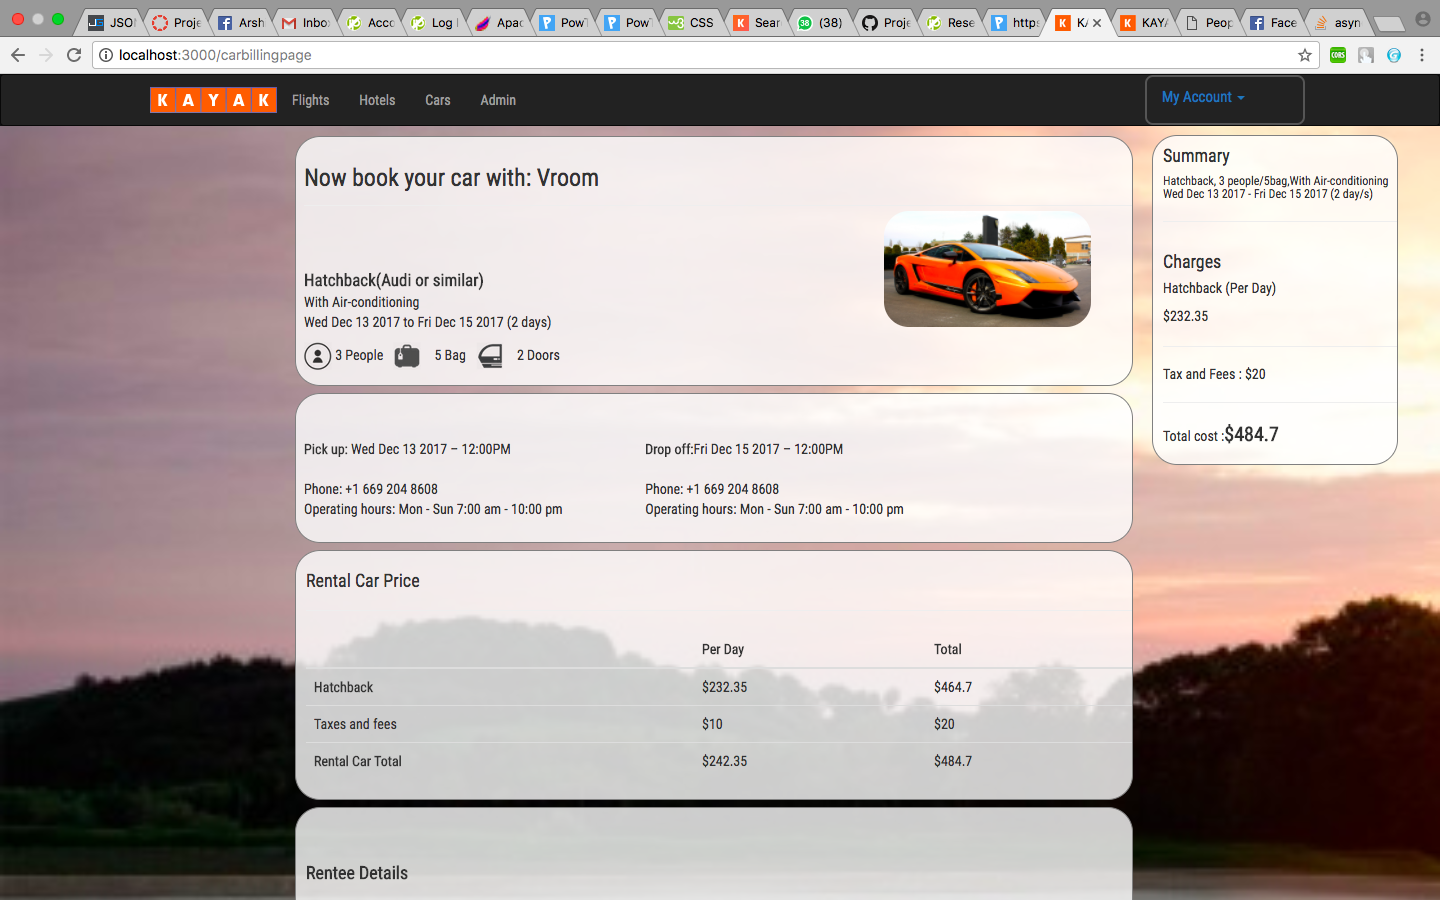 JSO
Proje
Arsh
Inbo
Acco
Log
Apac
PowT
PowT
CSS
Sear
(38)
Proje
Rese
https
KA
KAYA
Peop
Face
asyn
localhost:3000/carbillingpage
CORS
KAYAK
Flights
Hotels
Cars
Admin
My Account
Now book your car with: Vroom
Hatchback(Audi or similar)
With Air-conditioning
Wed Dec 13 2017 to Fri Dec 15 2017 (2 days)
3 People
5 Bag
2 Doors
Pick up: Wed Dec 13 2017 – 12:00PM
Phone: +1 669 204 8608
Operating hours: Mon - Sun 7:00 am - 10:00 pm
Drop off:Fri Dec 15 2017 – 12:00PM
Phone: +1 669 204 8608
Operating hours: Mon - Sun 7:00 am - 10:00 pm
Rental Car Price
Per Day Total
Hatchback $232.35 $464.7
Taxes and fees $10 $20
Rental Car Total $242.35 $484.7
Rentee Details
Summary
Hatchback, 3 people/5bag,With Air-conditioning
Wed Dec 13 2017 - Fri Dec 15 2017 (2 day/s)
Charges
Hatchback (Per Day)
$232.35
Tax and Fees : $20
Total cost :$484.7